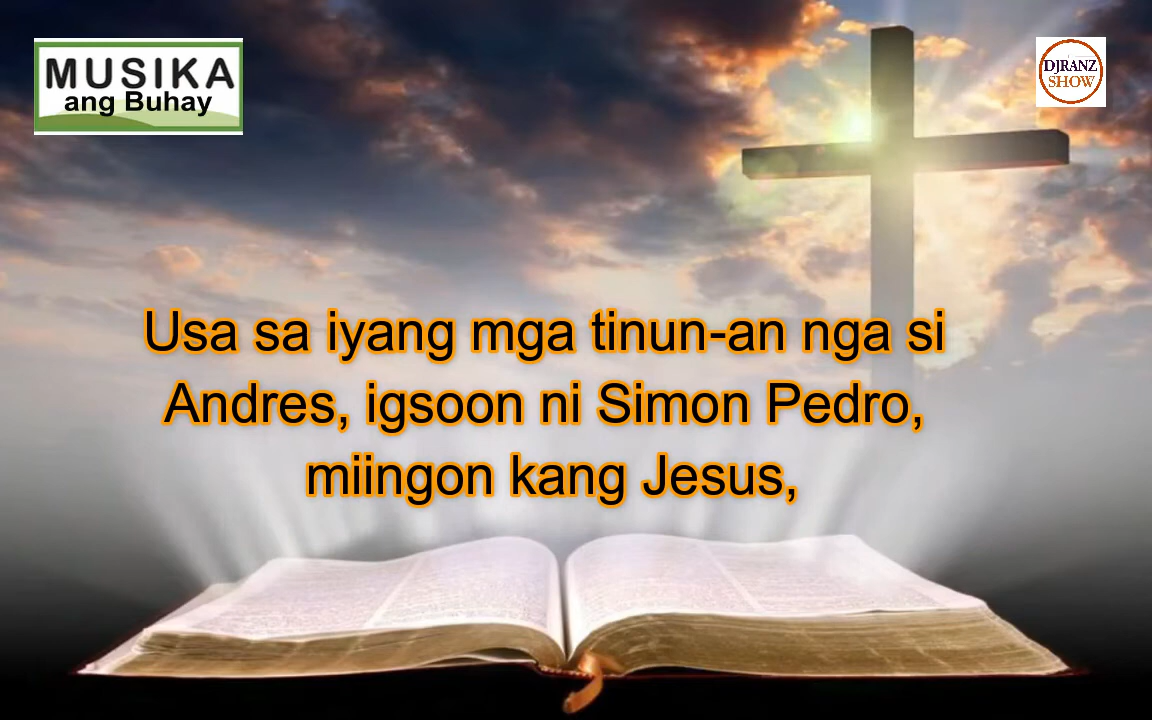 MUSIKA
ang Buhay
DJRANZ
SHOW
Usa sa iyang mga tinun-an nga si
Andres, igsoon ni Simon Pedro,
miingon kang Jesus,